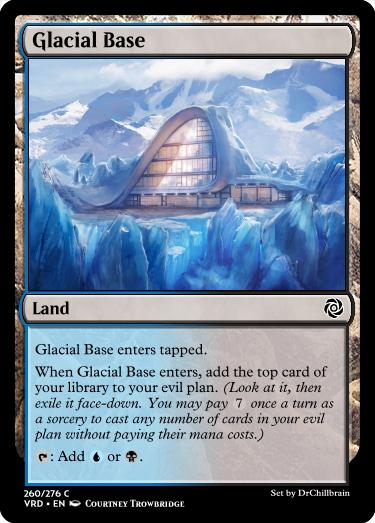 Glacial Base
Land
Glacial Base enters tapped.
When Glacial Base enters, add the top card of
your library to your evil plan. (Look at it, then
exile it face-down. You may pay 7 once a turn as
a sorcery to cast any number of cards in your evil
plan without paying their mana costs.)
: Add or .
260/276 C
Set by DrChillbrain
VRD • EN Courtney Trowbridge